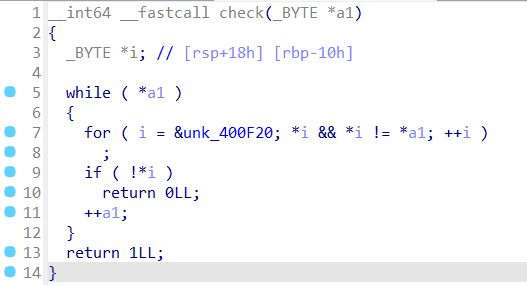 1 __int64 __fastcall check(_BYTE *a1)
2 {
3 _BYTE *i; // [rsp+18h] [rbp-10h]
4
5 while ( *a1 )
6 {
7 for ( i = &unk_400F20; *i && *i != *a1; ++i )
8 ;
9 if ( !*i )
10 return 0LL;
11 ++a1;
12 }
13 return 1LL;
14 }